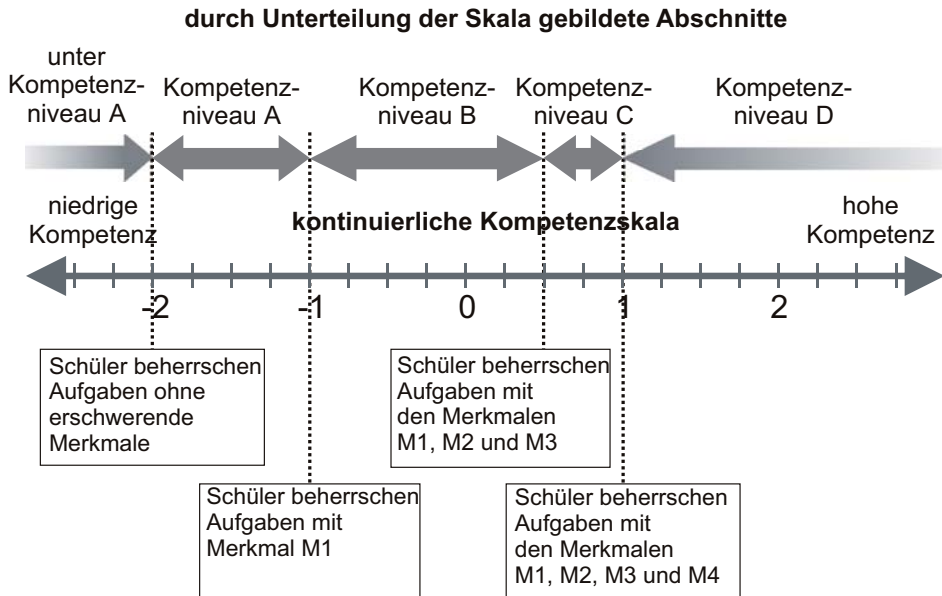 durch Unterteilung der Skala gebildete Abschnitte
unter
Kompetenz-
niveau A
Kompetenz-
niveau A
Kompetenz-
niveau B
Kompetenz-
niveau C
Kompetenz-
niveau D
niedrige
Kompetenz
kontinuierliche Kompetenzskala
hohe
Kompetenz
-2
-1
0
1
2
Schüler beherrschen
Aufgaben ohne
erschwerende
Merkmale
Schüler beherrschen
Aufgaben mit
den Merkmalen
M1, M2 und M3
Schüler beherrschen
Aufgaben mit
Merkmal M1
Schüler beherrschen
Aufgaben mit
den Merkmalen
M1, M2, M3 und M4